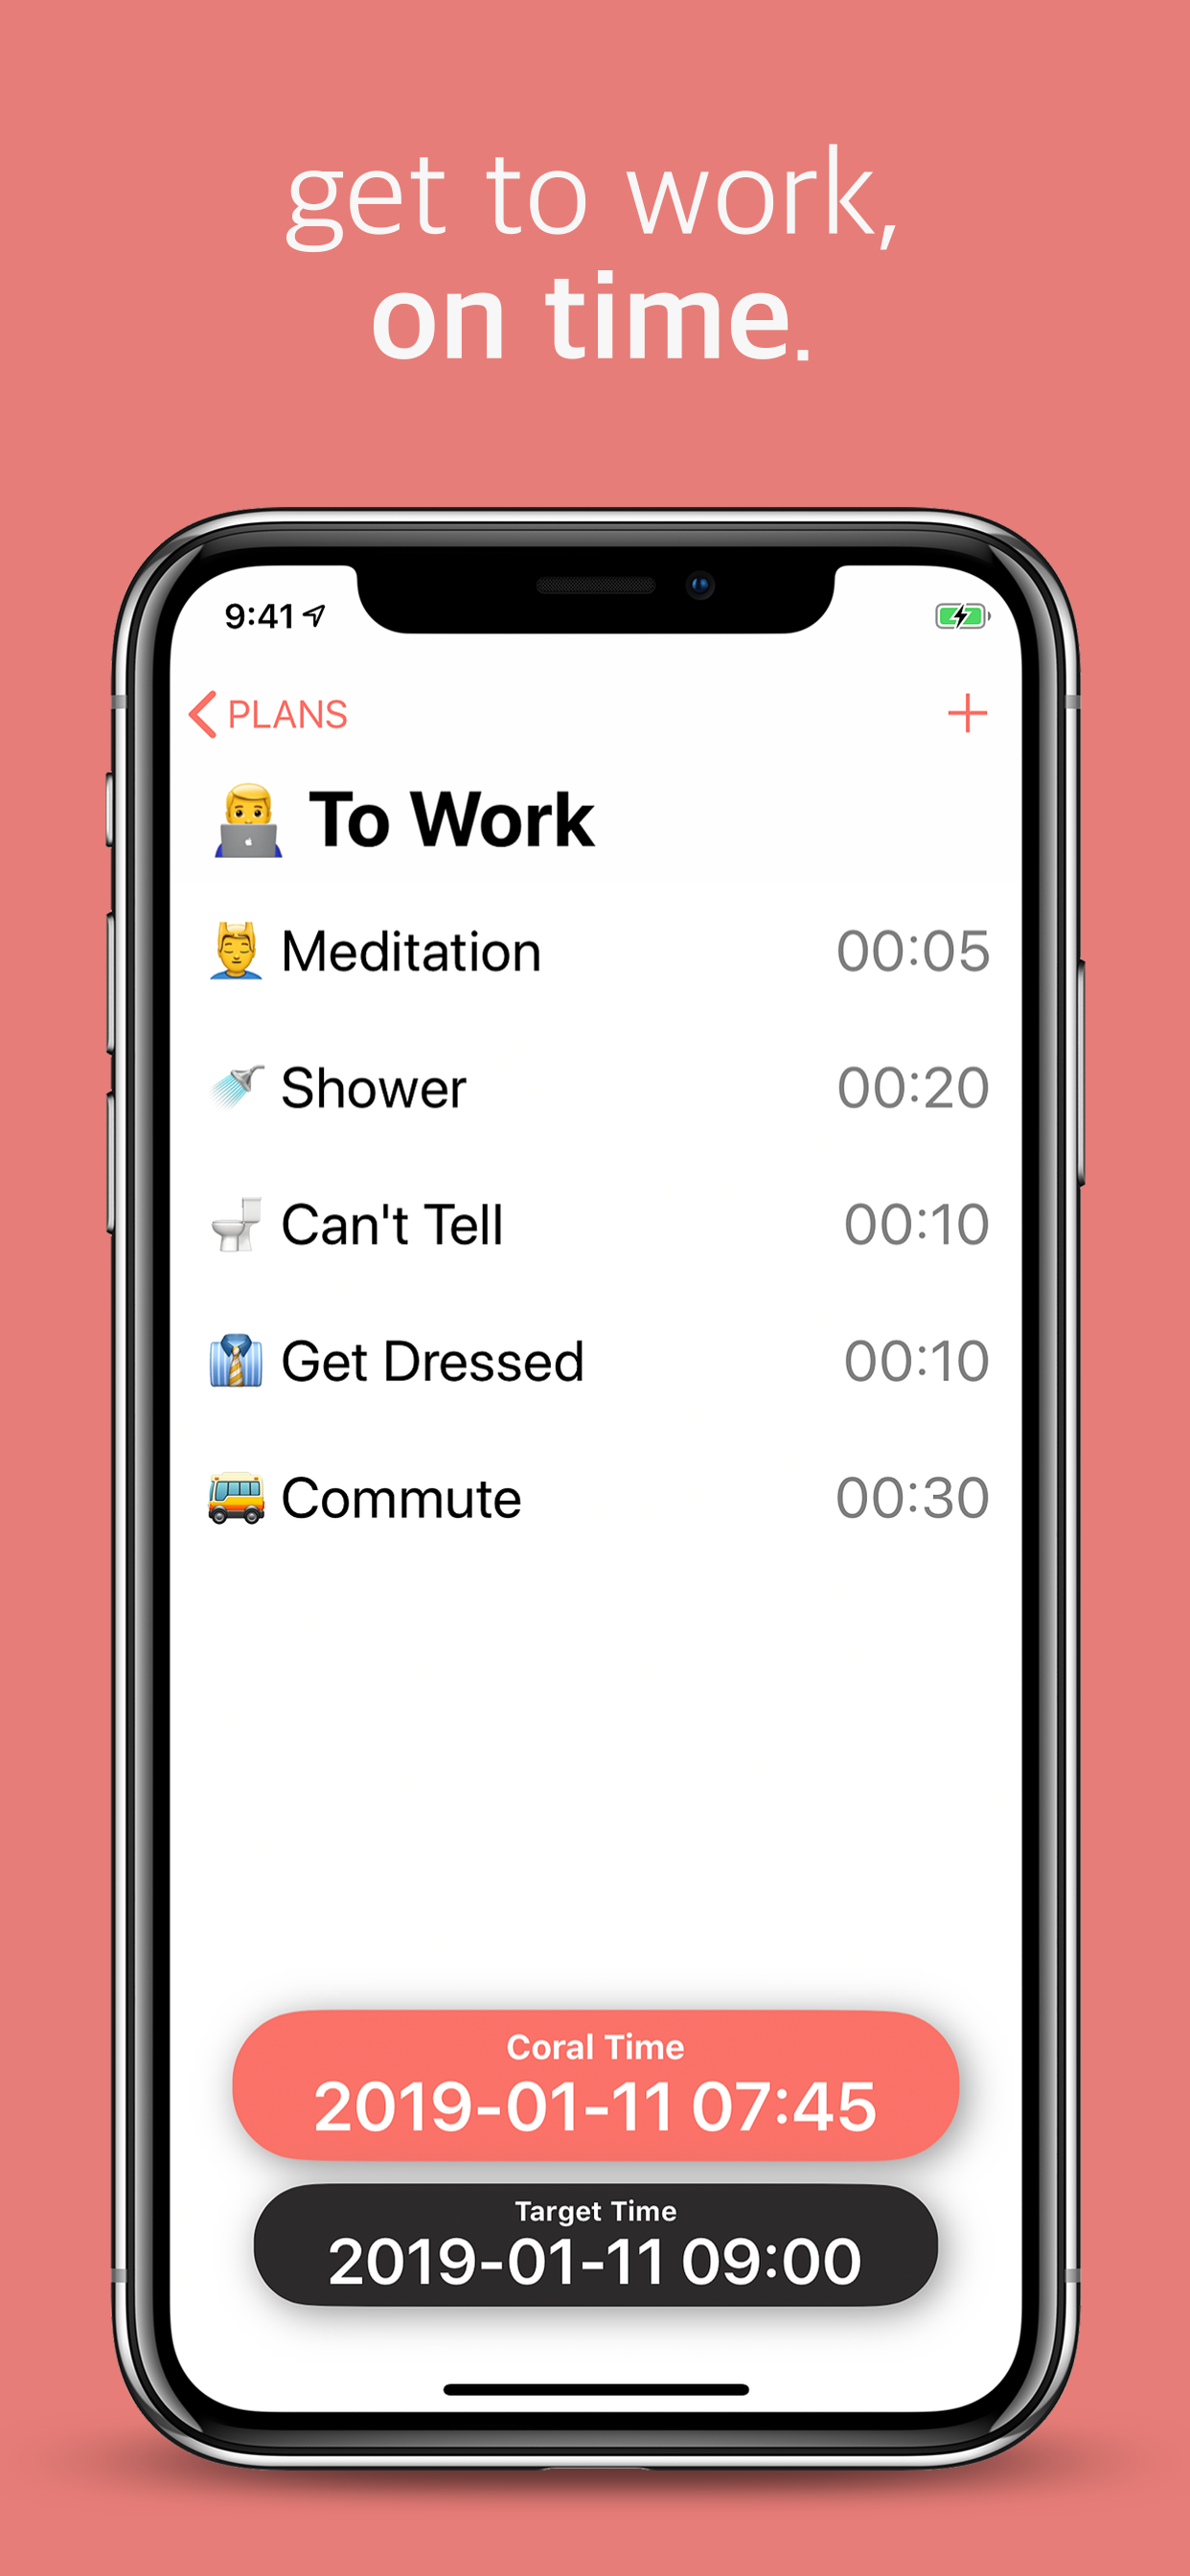 get to work,
on time.
9:41
PLANS
To Work
Meditation 00:05
Shower 00:20
Can't Tell 00:10
Get Dressed 00:10
Commute 00:30
Coral Time
2019-01-11 07:45
Target Time
2019-01-11 09:00